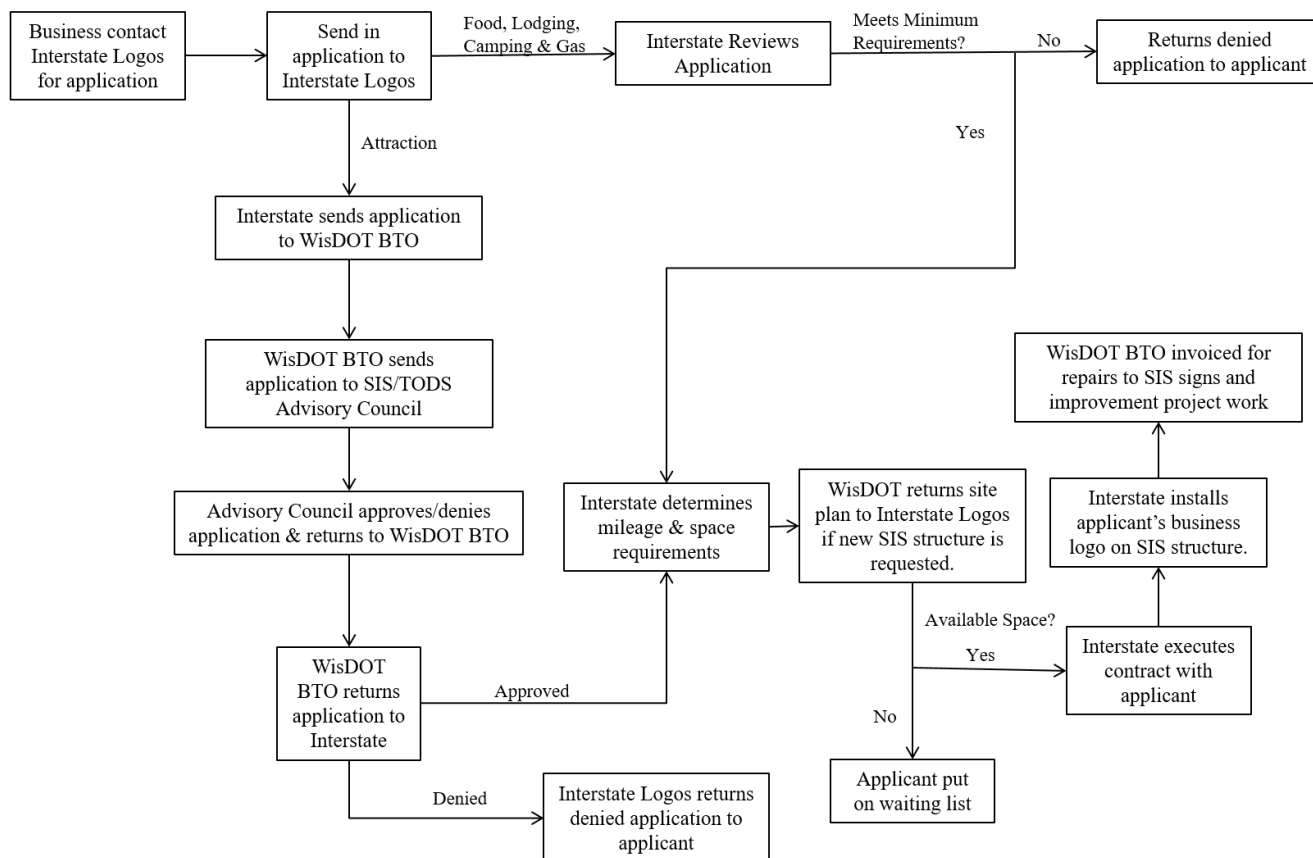 Business contact
Interstate Logos
for application
Send in
application to
Interstate Logos
Food, Lodging,
Camping & Gas
Interstate Reviews
Application
Meets Minimum
Requirements?
No
Returns denied
application to applicant
Yes
Attraction
Interstate sends application
to WisDOT BTO
WisDOT BTO sends
application to SIS/TODS
Advisory Council
Advisory Council approves/denies
application & returns to WisDOT BTO
WisDOT
BTO returns
application to
Interstate
Approved
Denied
Interstate Logos returns
denied application to
applicant
Interstate determines
mileage & space
requirements
WisDOT returns site
plan to Interstate Logos
if new SIS structure is
requested.
Available Space?
Yes
No
Applicant put
on waiting list
Interstate executes
contract with
applicant
Interstate installs
applicant’s business
logo on SIS structure.
WisDOT BTO invoiced for
repairs to SIS signs and
improvement project work